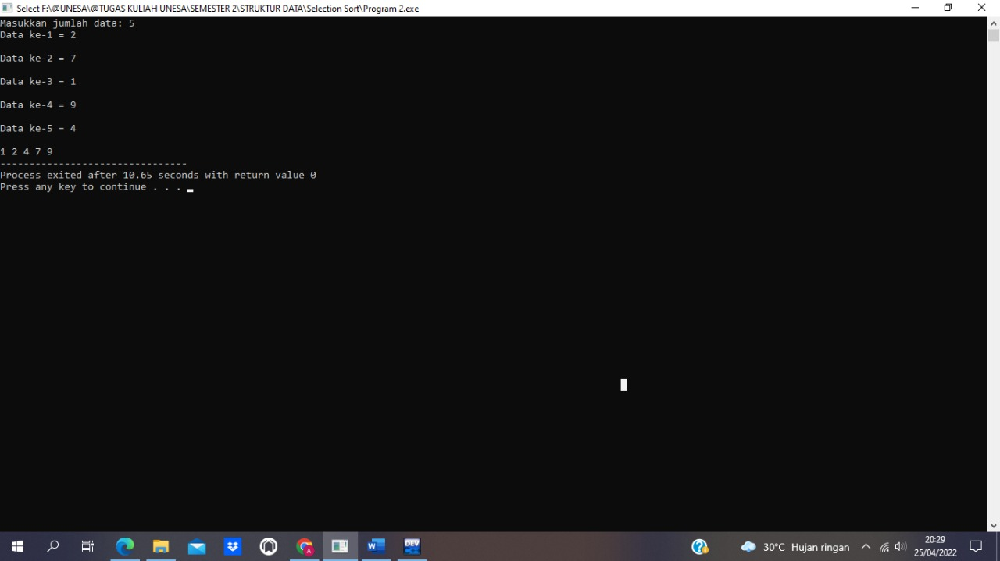 Select F:\@UNESA\@TUGAS KULIAH UNESA\SEMESTER 2\STRUKTUR DATA\Selection Sort\Program 2.exe
Masukkan jumlah data: 5
Data ke-1 = 2
Data ke-2 = 7
Data ke-3 = 1
Data ke-4 = 9
Data ke-5 = 4
1 2 4 7 9
--------------------------------
Process exited after 10.65 seconds with return value 0
Press any key to continue . . .
W
DEV
A
30°C Hujan ringan
20:29
25/04/2022